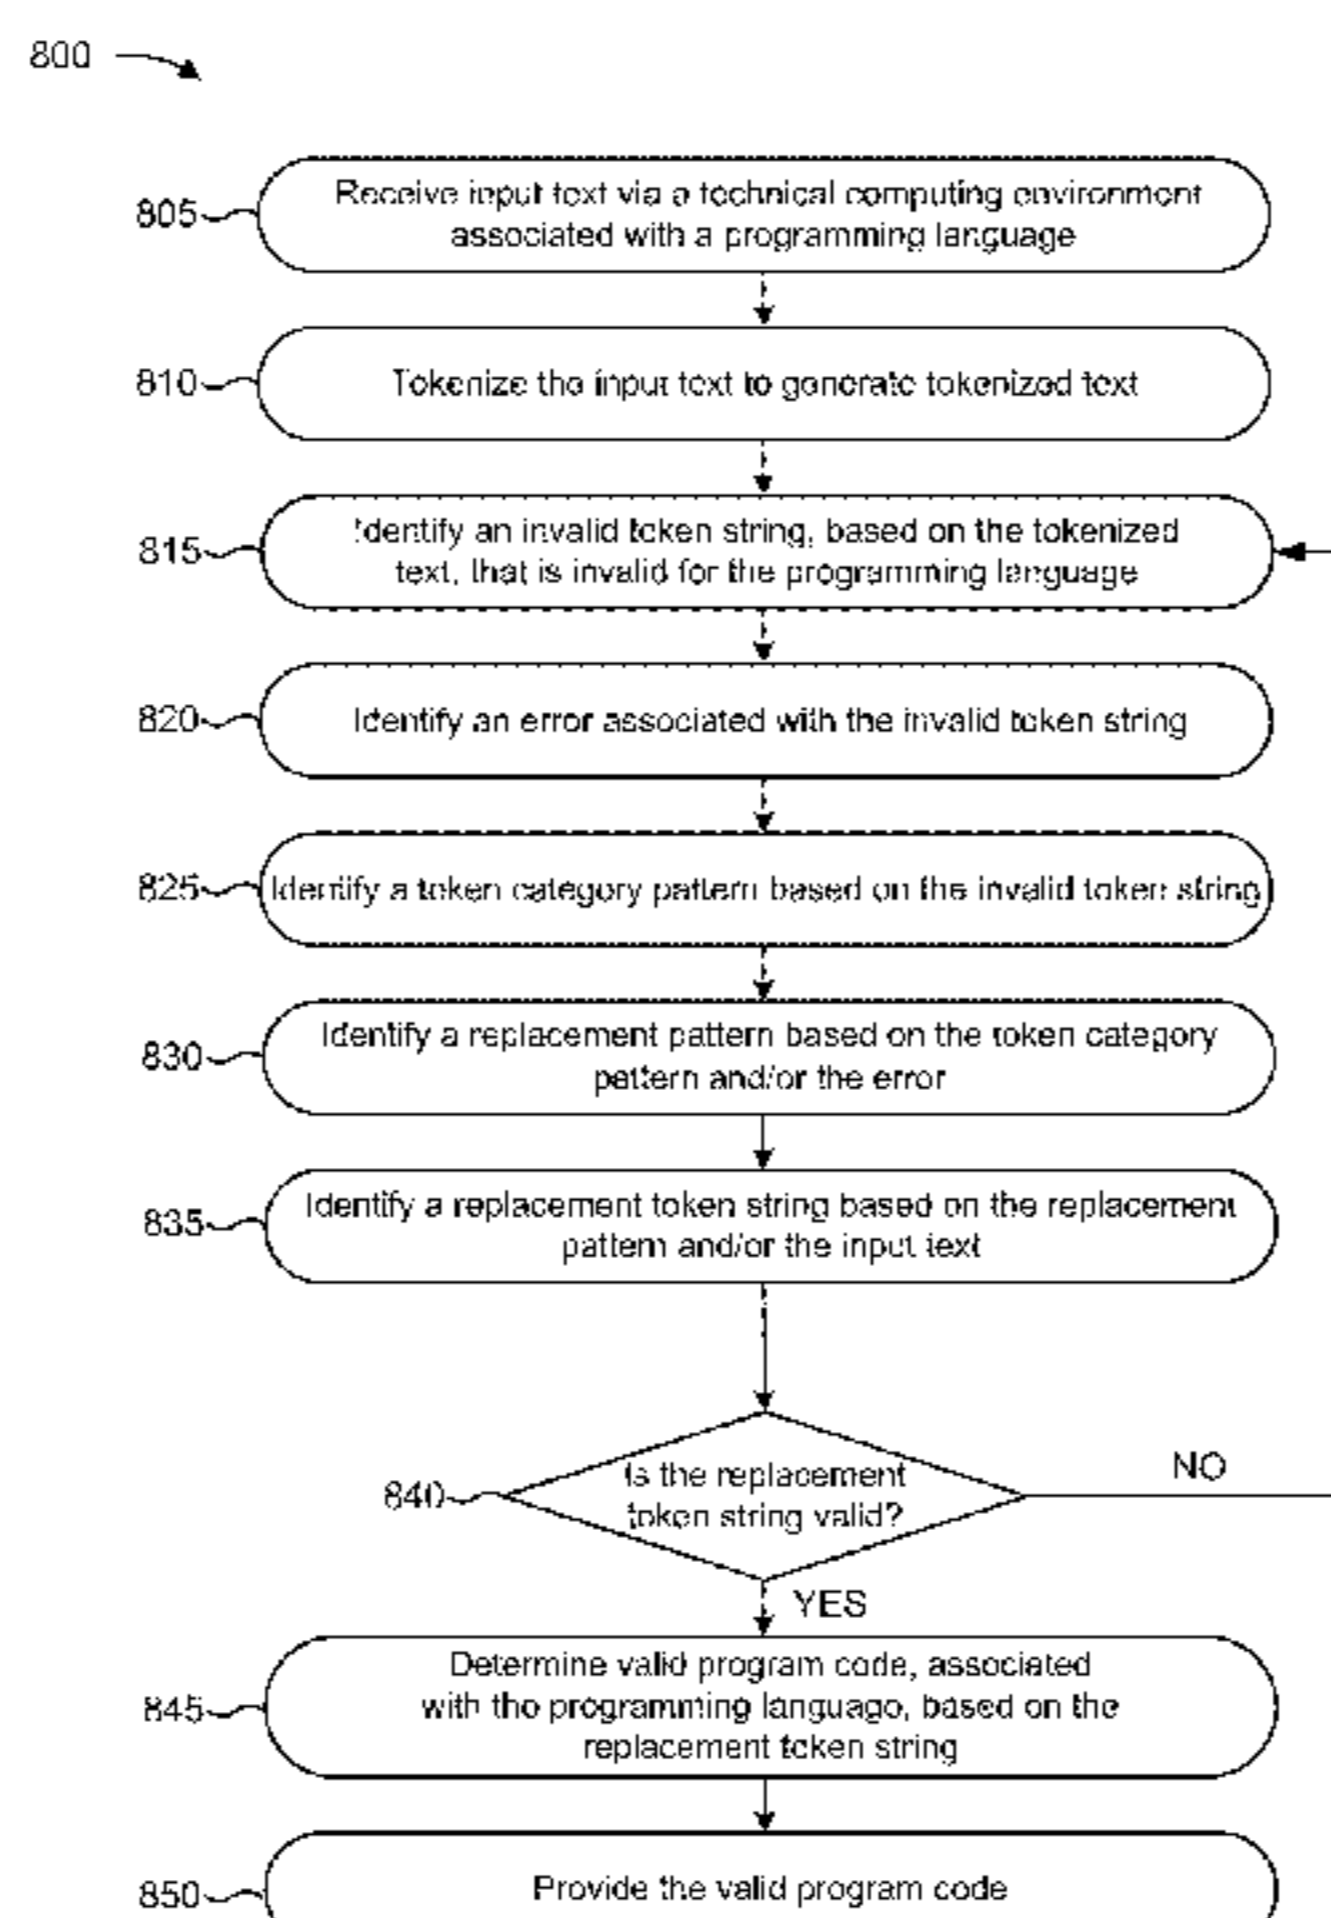 800
805
Receive input text via a technical computing environment
associated with a programming language
810
Tokenize the input text to generate tokenized text
815
Identify an invalid token string, based on the tokenized
text, that is invalid for the programming language
820
Identify an error associated with the invalid token string
825
Identify a token category pattern based on the invalid token string
830
Identify a replacement pattern based on the token category
pattern and/or the error
835
Identify a replacement token string based on the replacement
pattern and/or the input text
840
Is the replacement
token string valid?
NO
YES
845
Determine valid program code, associated
with the programming language, based on the
replacement token string
850
Provide the valid program code